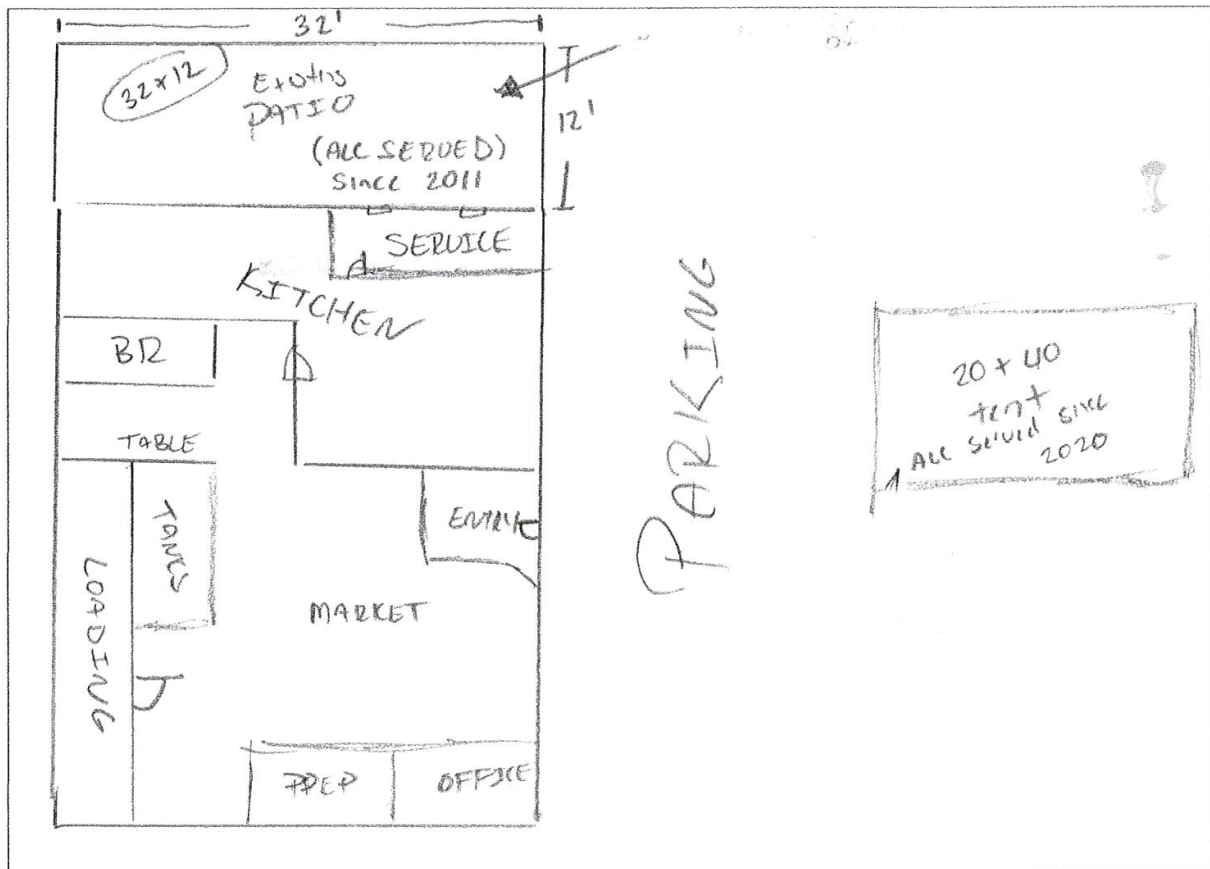 32'
32x12
Existing
PATIO
12'
(ALL SERVED)
Since 2011
SERVICE
KITCHEN
BR
TABLE
TANKS
LOADING
ENTRY
MARKET
PREP
OFFICE
PARKING
20 x 40
tent
ALL Served Since
2020